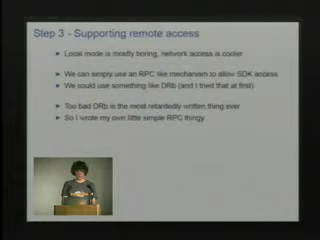 Step 3 - Supporting remote access
Local mode is mostly boring, network access is cooler
We can simply use an RPC like mechanism to allow SDK access
We could use something like DRb (and I tried that at first)
Too bad DRb is the most retardedly written thing ever
So I wrote my own little simple RPC thingy